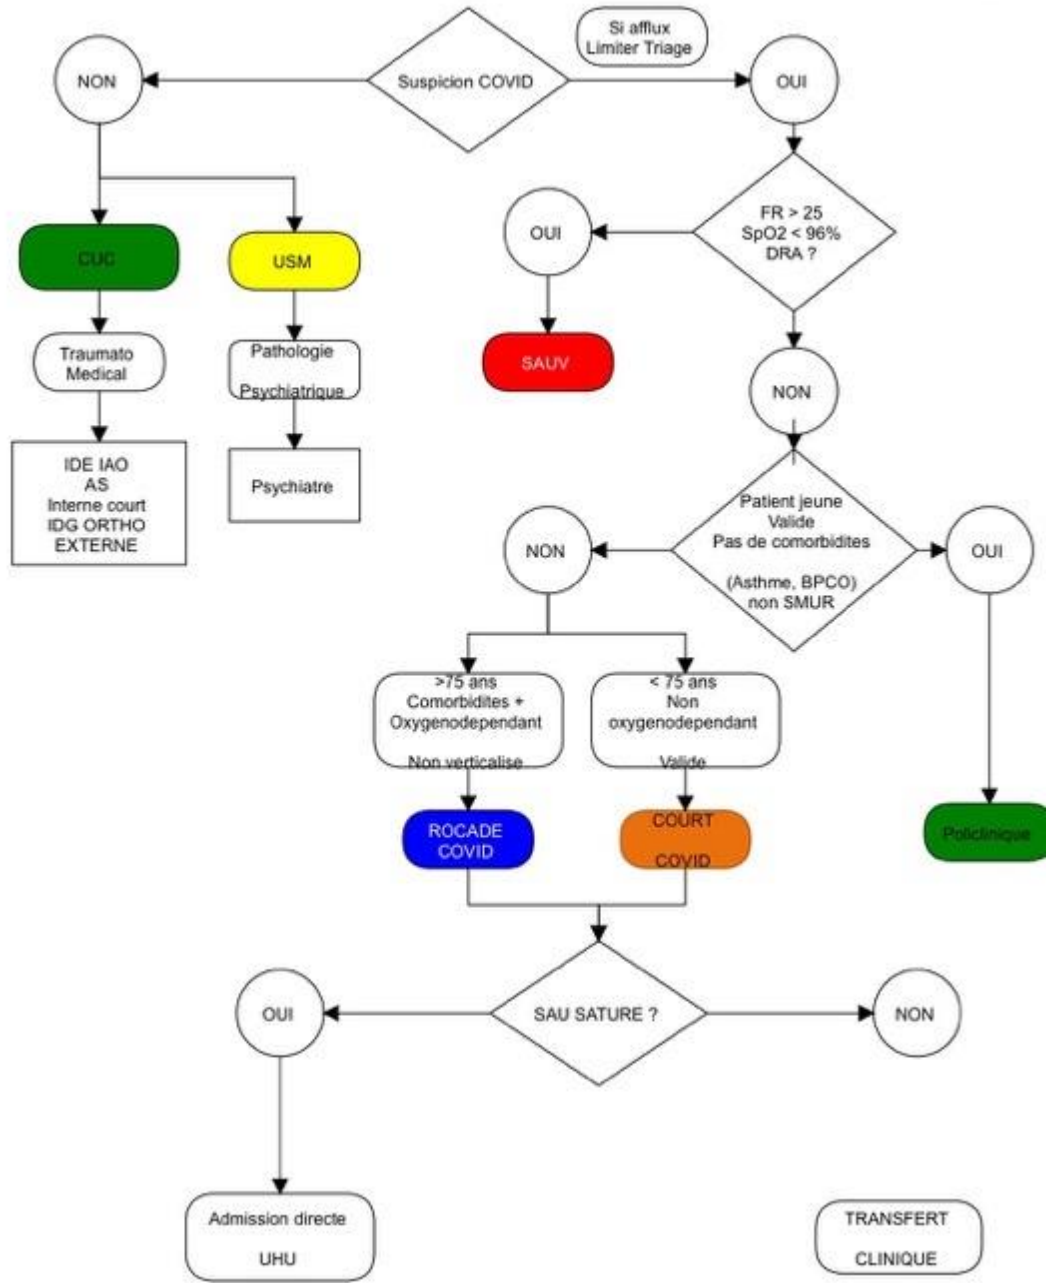 Si afflux
Limiter Triage
NON
Suspicion COVID
OUI
FR > 25
SpO2 < 96%
DRA ?
OUI
CUC
USM
SAUV
Traumato
Medical
Pathologie
Psychiatrique
NON
IDE IAO
AS
Interne court
IDG ORTHO
EXTERNE
Psychiatre
Patient jeune
Valide
Pas de comorbidites
(Asthme, BPCO)
non SMUR
NON
OUI
>75 ans
Comorbidites +
Oxygenodependant
Non verticalise
< 75 ans
Non
oxygenodependant
Valide
ROCADE
COVID
COURT
COVID
Policlinique
SAU SATURE ?
OUI
NON
Admission directe
UHU
TRANSFERT
CLINIQUE